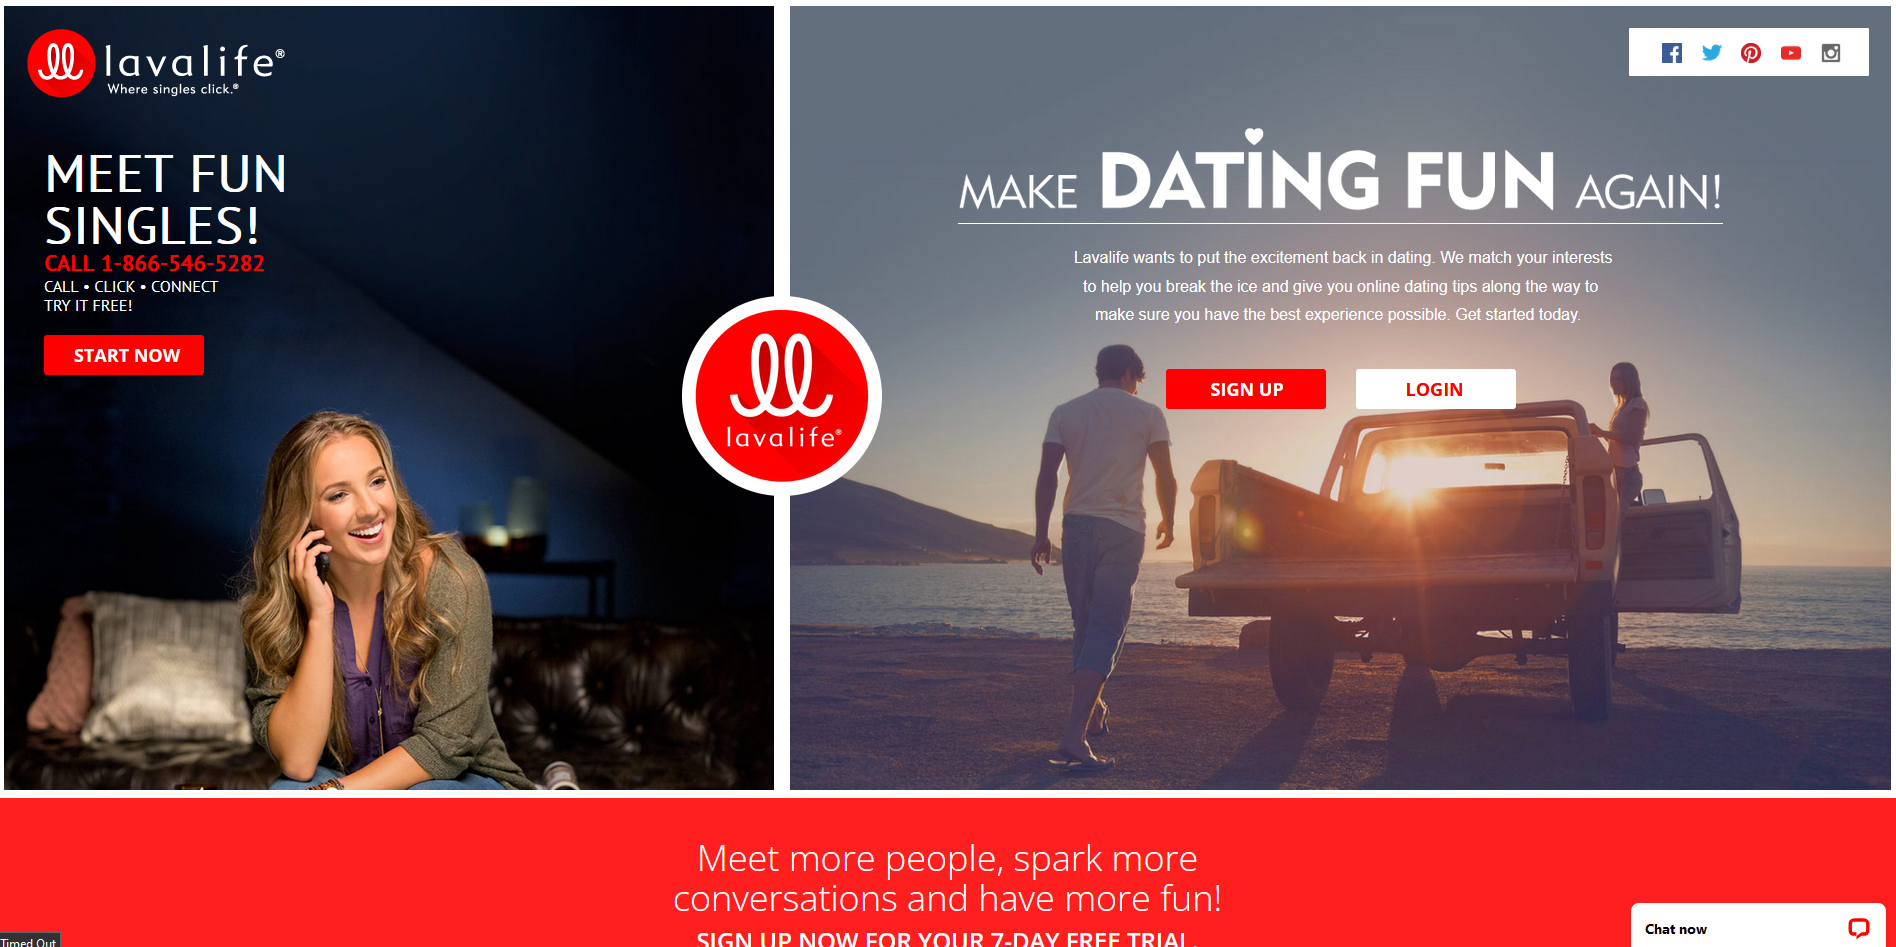 lavalife®
Where singles click.®
MEET FUN
SINGLES!
CALL 1-866-546-5282
CALL • CLICK • CONNECT
TRY IT FREE!
START NOW
lavalife®
MAKE DATING FUN AGAIN!
Lavalife wants to put the excitement back in dating. We match your interests
to help you break the ice and give you online dating tips along the way to
make sure you have the best experience possible. Get started today.
SIGN UP
LOGIN
Meet more people, spark more
conversations and have more fun!
SIGN UP NOW FOR YOUR 7-DAY FREE TRIAL.
Chat now
Timed Out